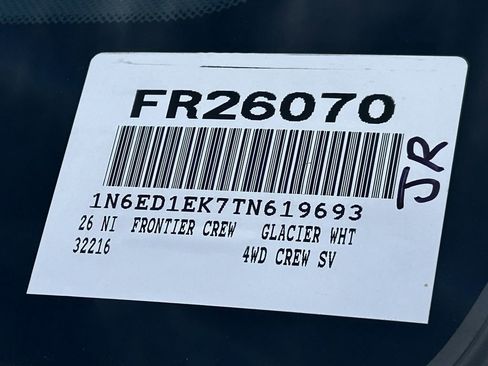 FR26070
1N6ED1EK7TN619693
26 NI FRONTIER CREW GLACIER WHT
32216 4WD CREW SV
JR